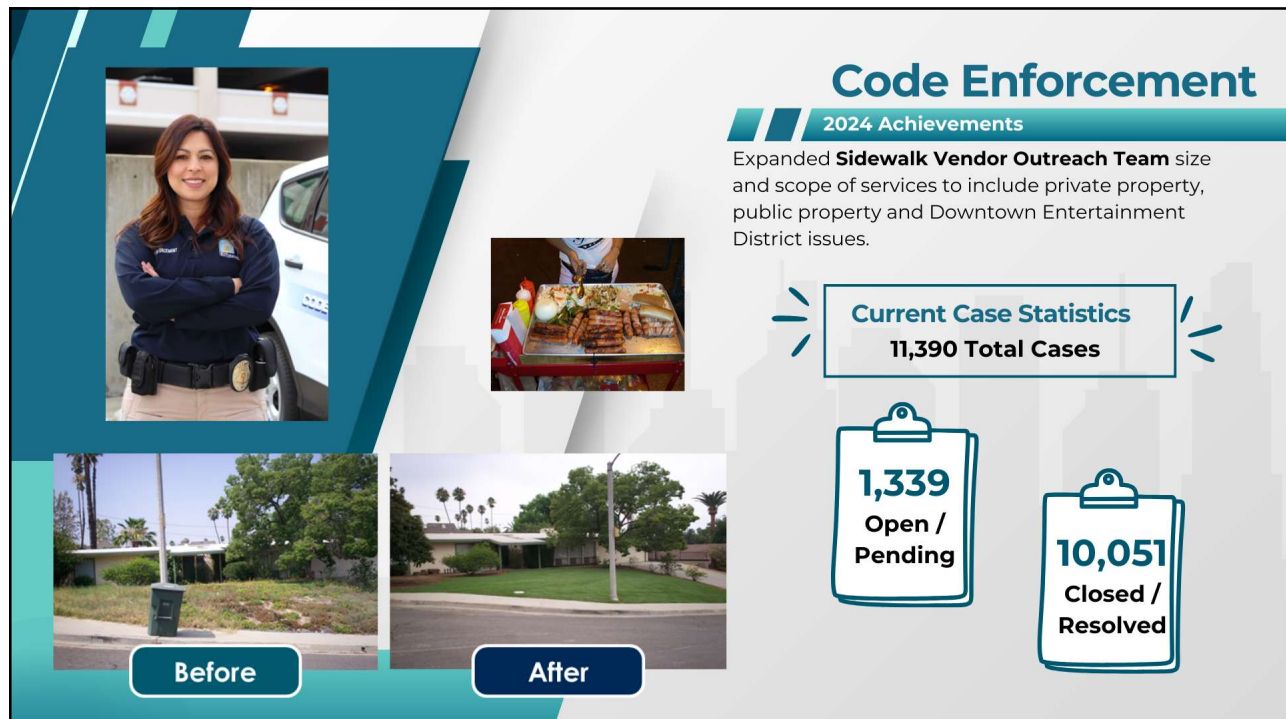 Code Enforcement
2024 Achievements
Expanded Sidewalk Vendor Outreach Team size
and scope of services to include private property,
public property and Downtown Entertainment
District issues.
Current Case Statistics
11,390 Total Cases
1,339
Open /
Pending
10,051
Closed /
Resolved
Before
After